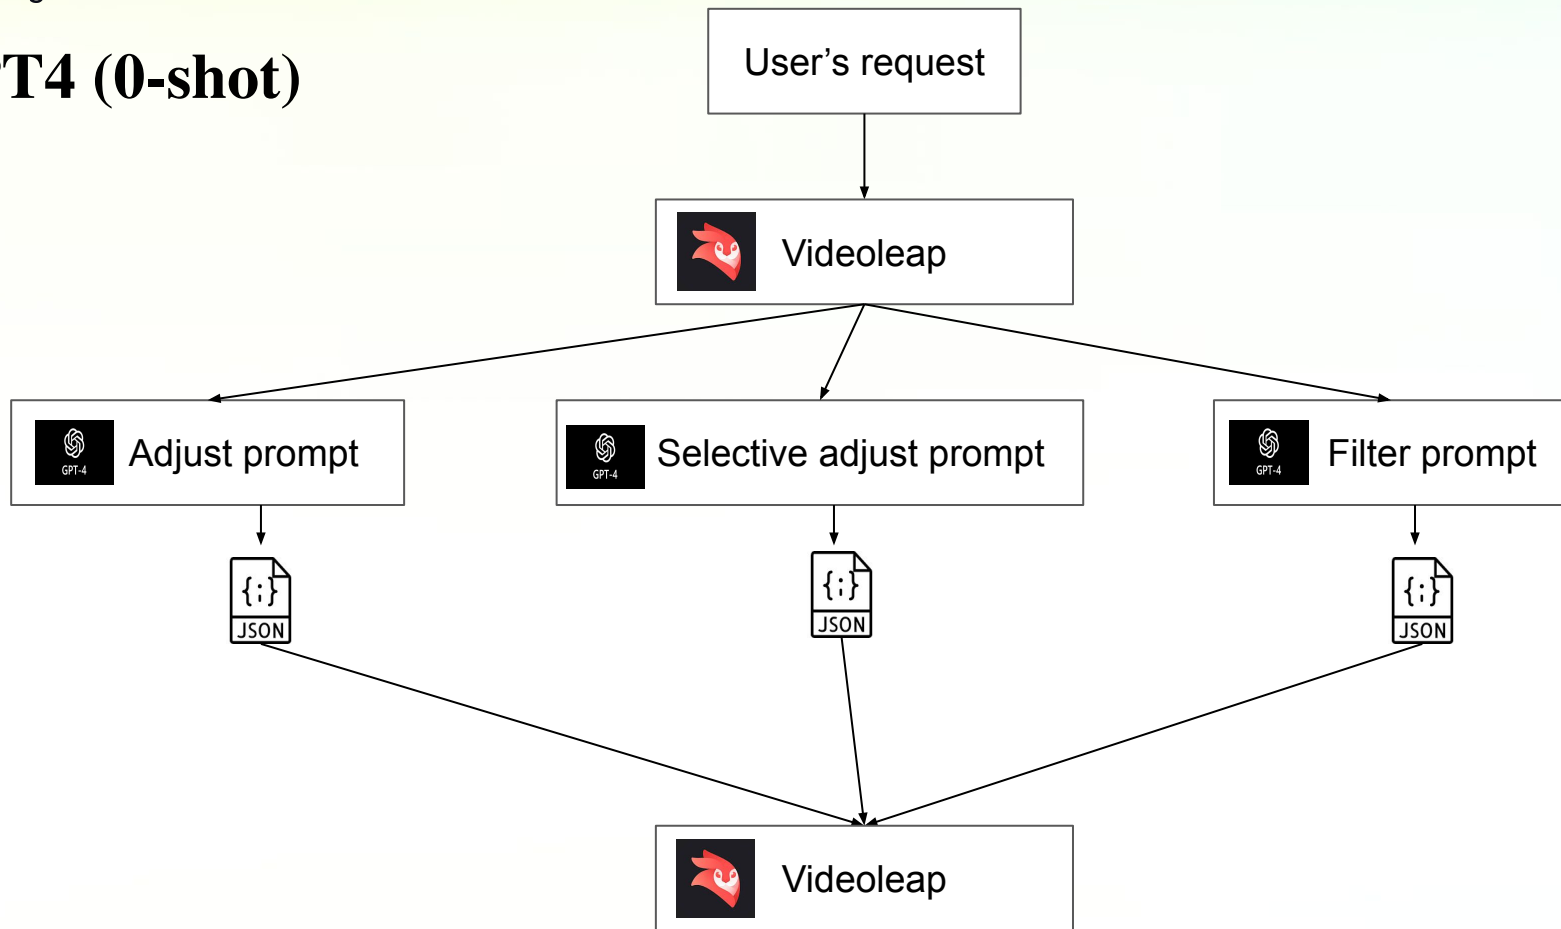 T4 (0-shot)
User's request
Videoleap
GPT-4
Adjust prompt
GPT-4
Selective adjust prompt
GPT-4
Filter prompt
{;}
JSON
{;}
JSON
{;}
JSON
Videoleap